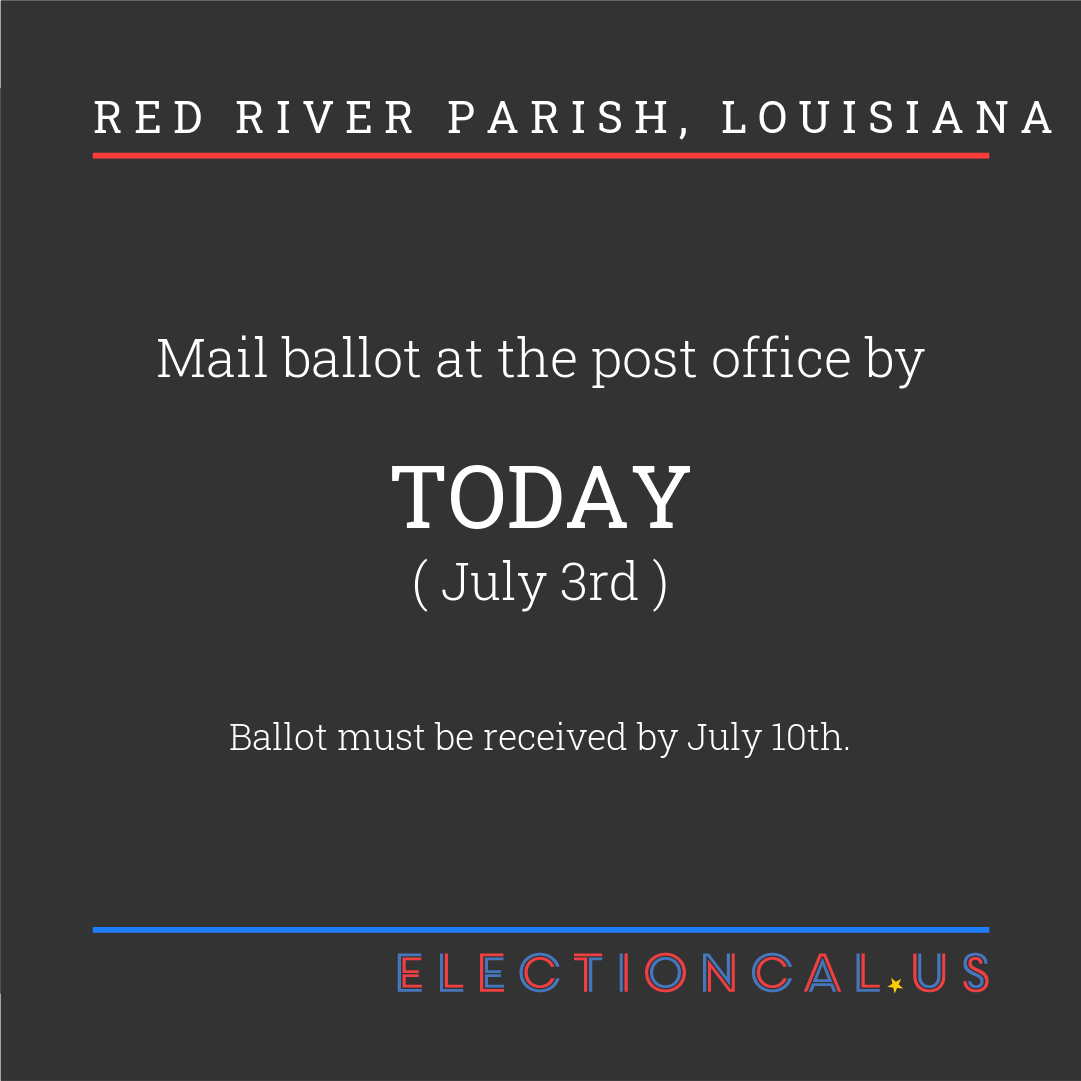 RED RIVER PARISH, LOUISIANA
Mail ballot at the post office by
TODAY
( July 3rd )
Ballot must be received by July 10th.
ELECTIONCAL.US